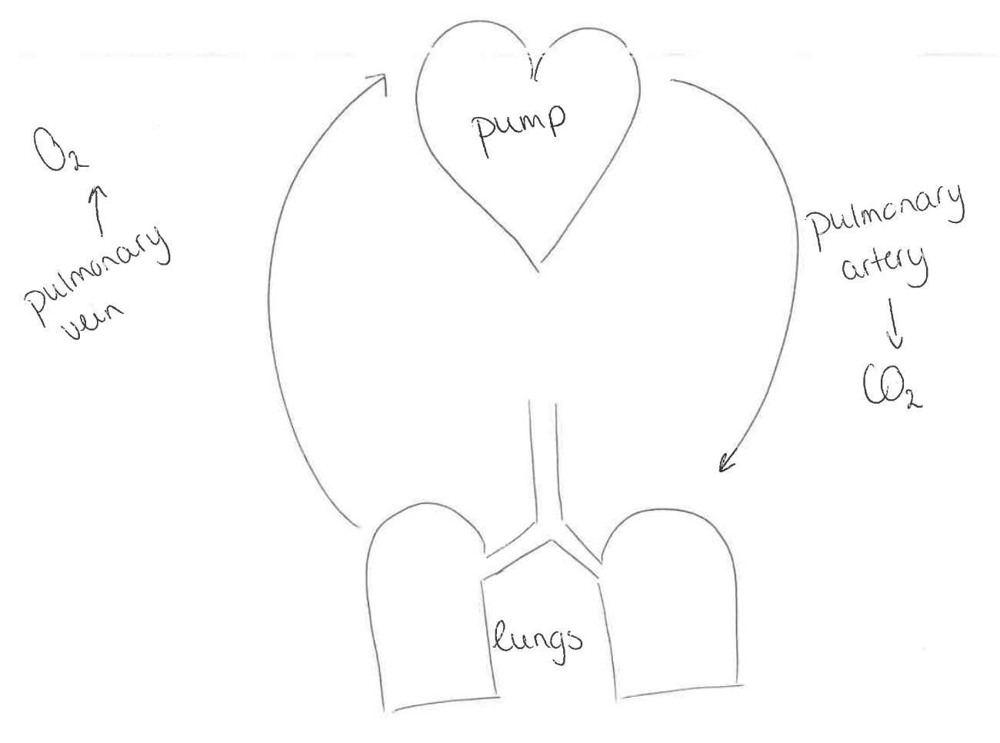 pump
O₂
pulmonary
vein
pulmonary
artery
CO₂
lungs